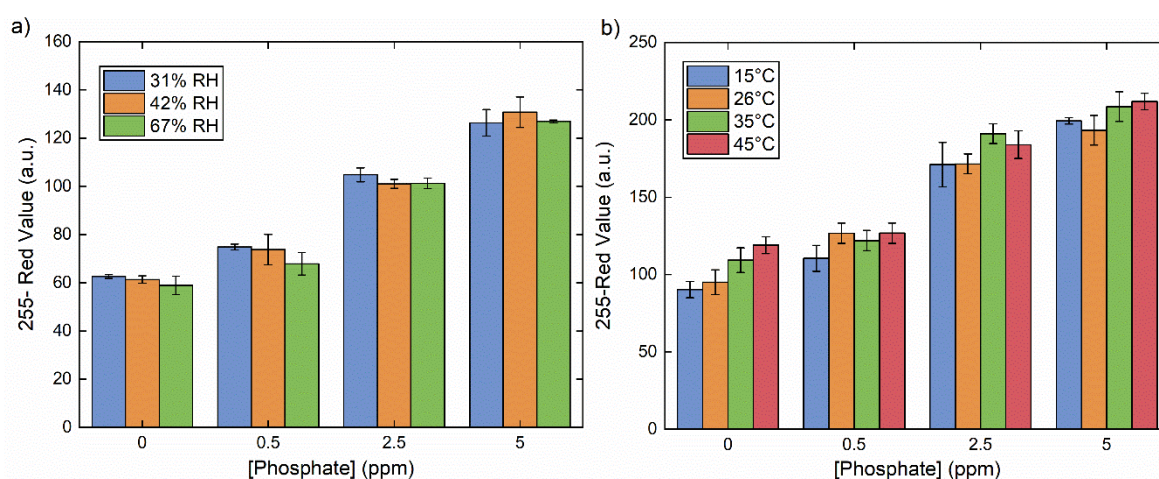 a)
160
140
120
100
80
60
40
20
0
255- Red Value (a.u.)
31% RH
42% RH
67% RH
0 0.5 2.5 5
[Phosphate] (ppm)
b)
250
200
150
100
50
0
255-Red Value (a.u.)
15°C
26°C
35°C
45°C
0 0.5 2.5 5
[Phosphate] (ppm)